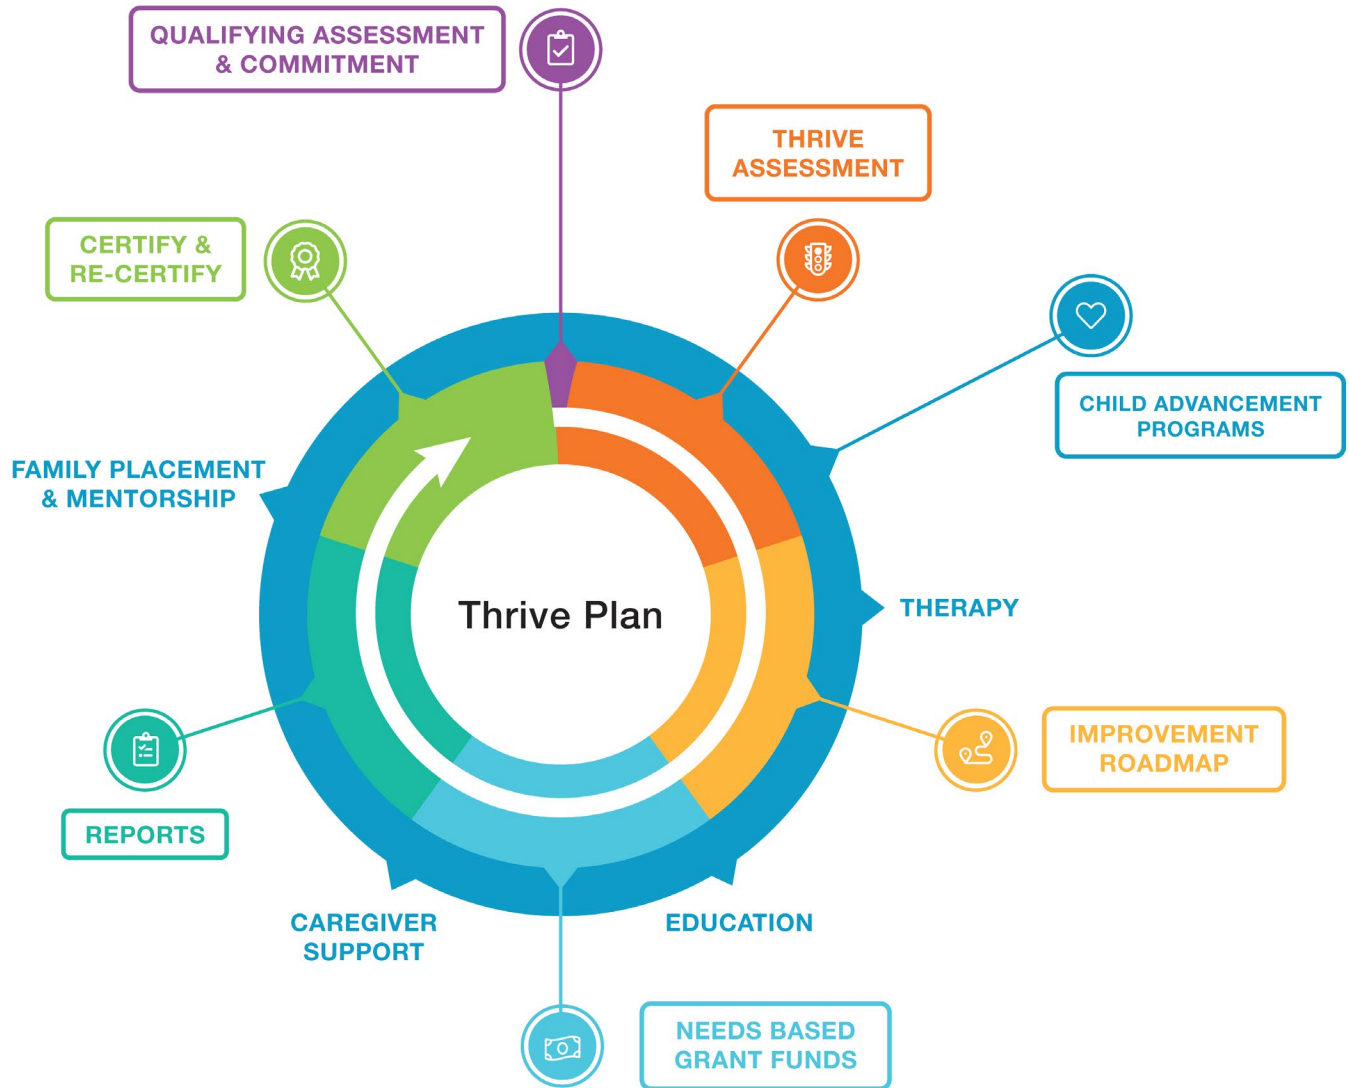 QUALIFYING ASSESSMENT
& COMMITMENT
THRIVE
ASSESSMENT
CERTIFY &
RE-CERTIFY
CHILD ADVANCEMENT
PROGRAMS
FAMILY PLACEMENT
& MENTORSHIP
Thrive Plan
THERAPY
IMPROVEMENT
ROADMAP
REPORTS
CAREGIVER
SUPPORT
EDUCATION
NEEDS BASED
GRANT FUNDS